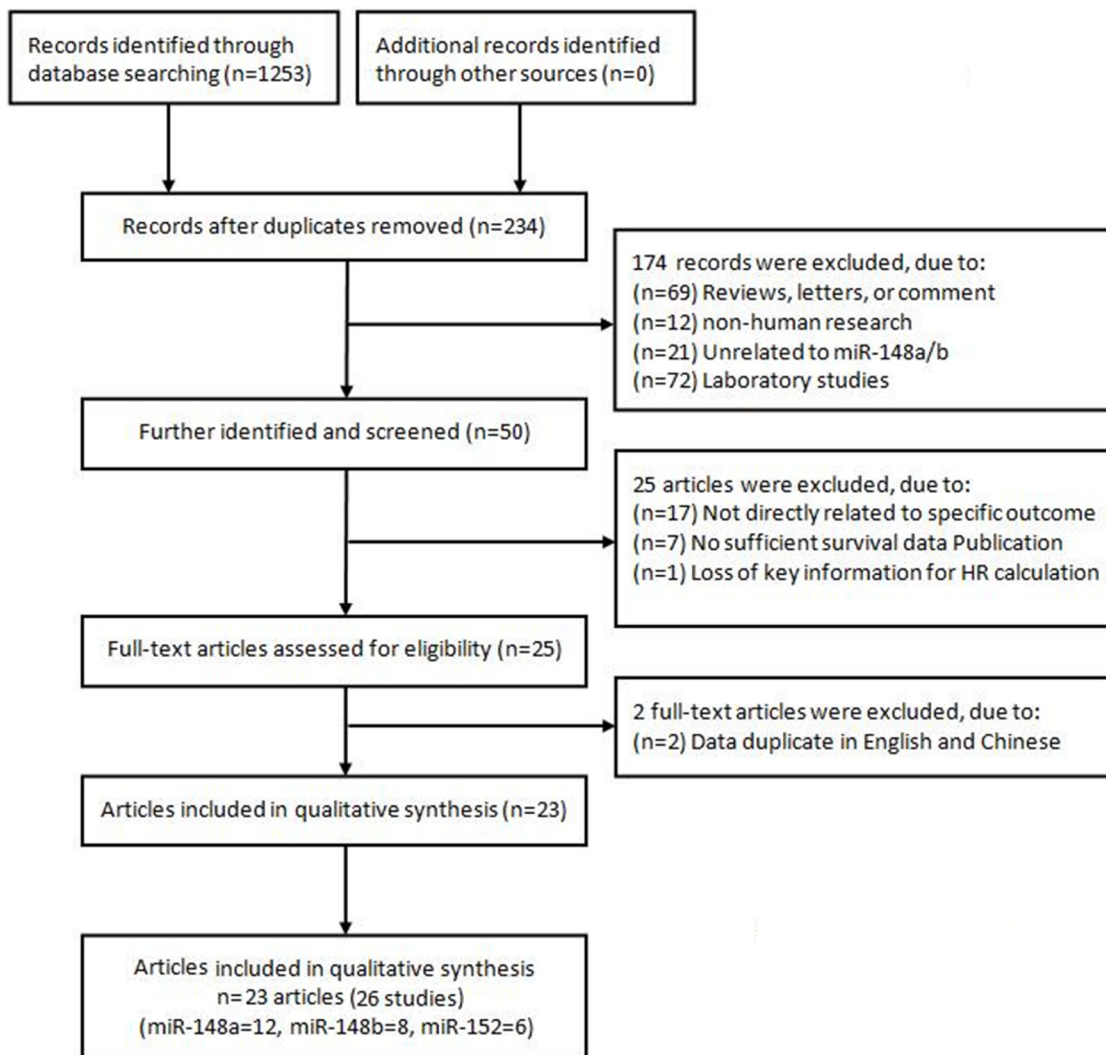 Records identified through
database searching (n=1253)
Additional records identified
through other sources (n=0)
Records after duplicates removed (n=234)
174 records were excluded, due to:
(n=69) Reviews, letters, or comment
(n=12) non-human research
(n=21) Unrelated to miR-148a/b
(n=72) Laboratory studies
Further identified and screened (n=50)
25 articles were excluded, due to:
(n=17) Not directly related to specific outcome
(n=7) No sufficient survival data Publication
(n=1) Loss of key information for HR calculation
Full-text articles assessed for eligibility (n=25)
2 full-text articles were excluded, due to:
(n=2) Data duplicate in English and Chinese
Articles included in qualitative synthesis (n=23)
Articles included in qualitative synthesis
n=23 articles (26 studies)
(miR-148a=12, miR-148b=8, miR-152=6)